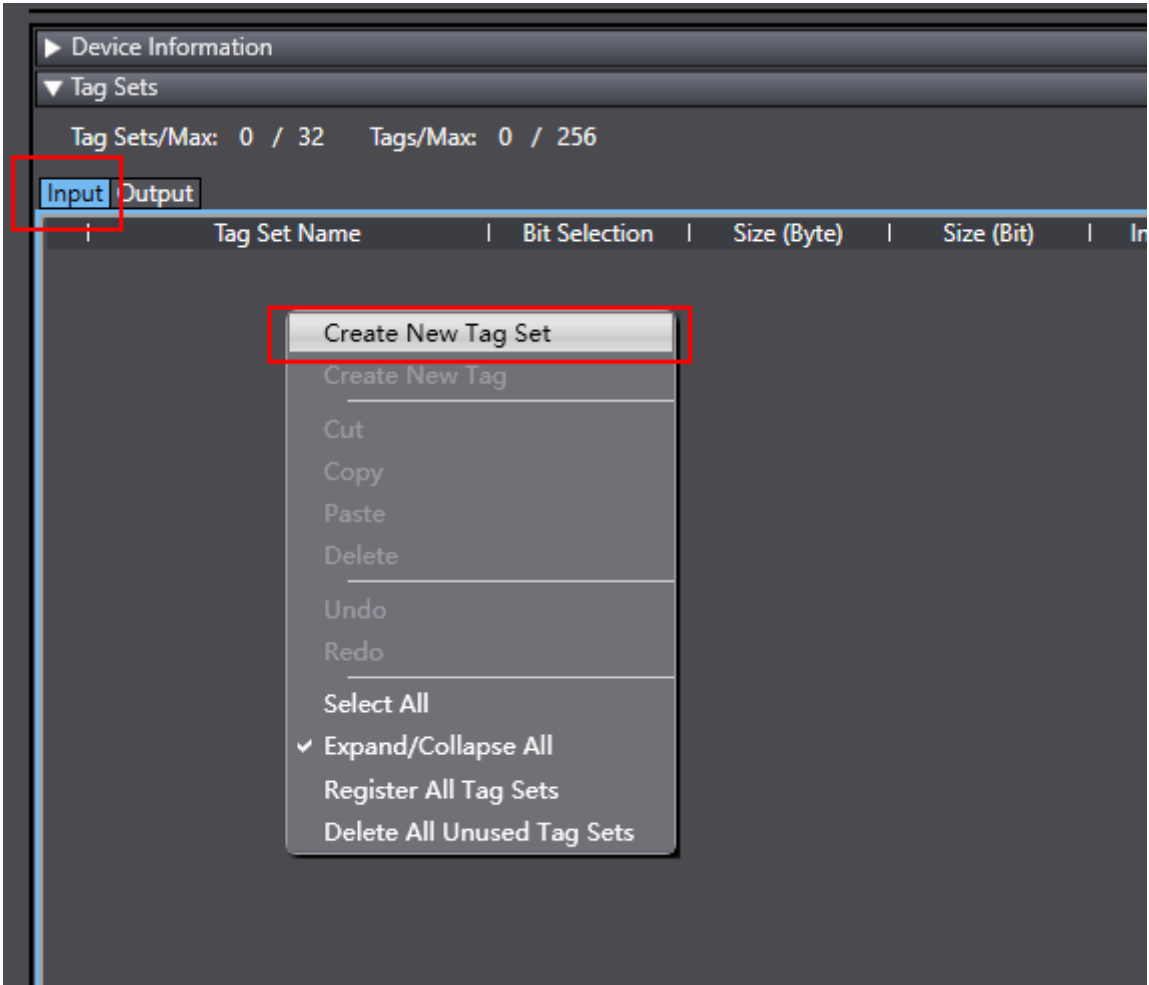 Device Information
Tag Sets
Tag Sets/Max: 0 / 32 Tags/Max: 0 / 256
Input Output
Tag Set Name Bit Selection Size (Byte) Size (Bit) In
Create New Tag Set
Create New Tag
Cut
Copy
Paste
Delete
Undo
Redo
Select All
Expand/Collapse All
Register All Tag Sets
Delete All Unused Tag Sets